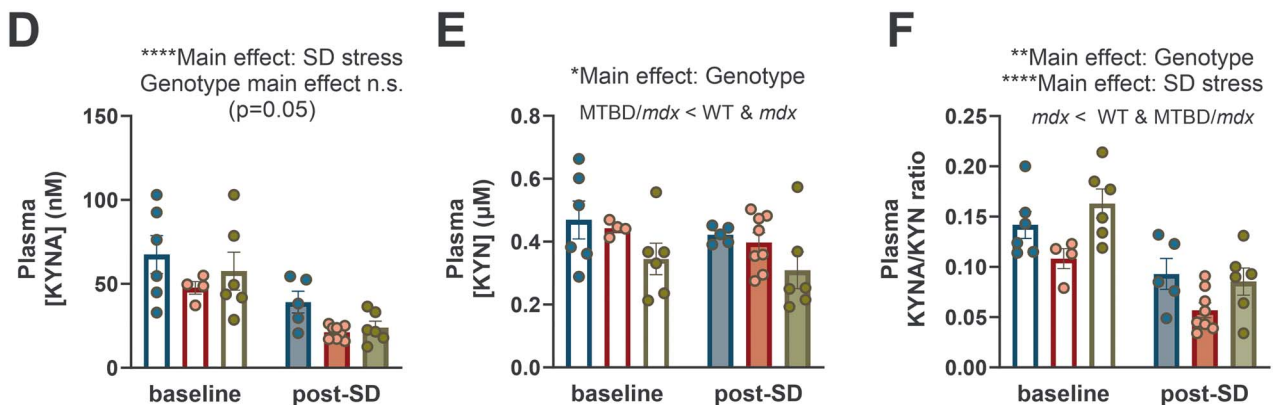 D
****Main effect: SD stress
Genotype main effect n.s.
(p=0.05)
Plasma
[KYNA] (nM)
150
100
50
0
baseline
post-SD
E
*Main effect: Genotype
MTBD/mdx < WT & mdx
Plasma
[KYN] (µM)
0.8
0.6
0.4
0.2
0.0
baseline
post-SD
F
**Main effect: Genotype
****Main effect: SD stress
mdx < WT & MTBD/mdx
Plasma
KYNA/KYN ratio
0.25
0.20
0.15
0.10
0.05
0.00
baseline
post-SD